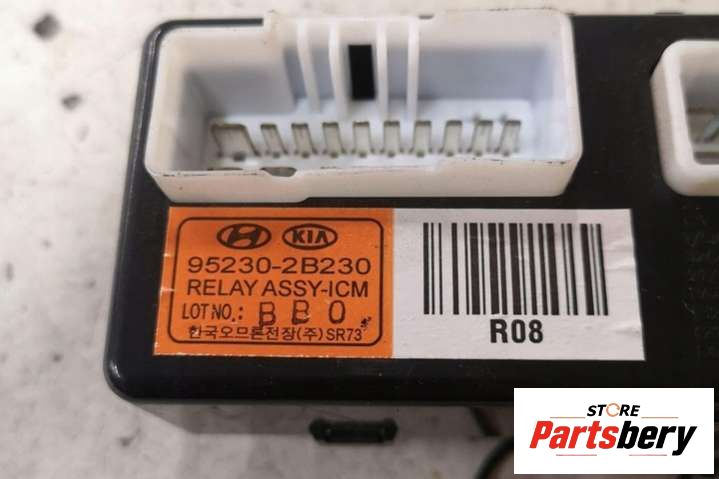 KIA
95230-2B230
RELAY ASSY-ICM
LOT NO.: BBO
한국오므론전장(주) SR73
R08
STORE
Partsbery